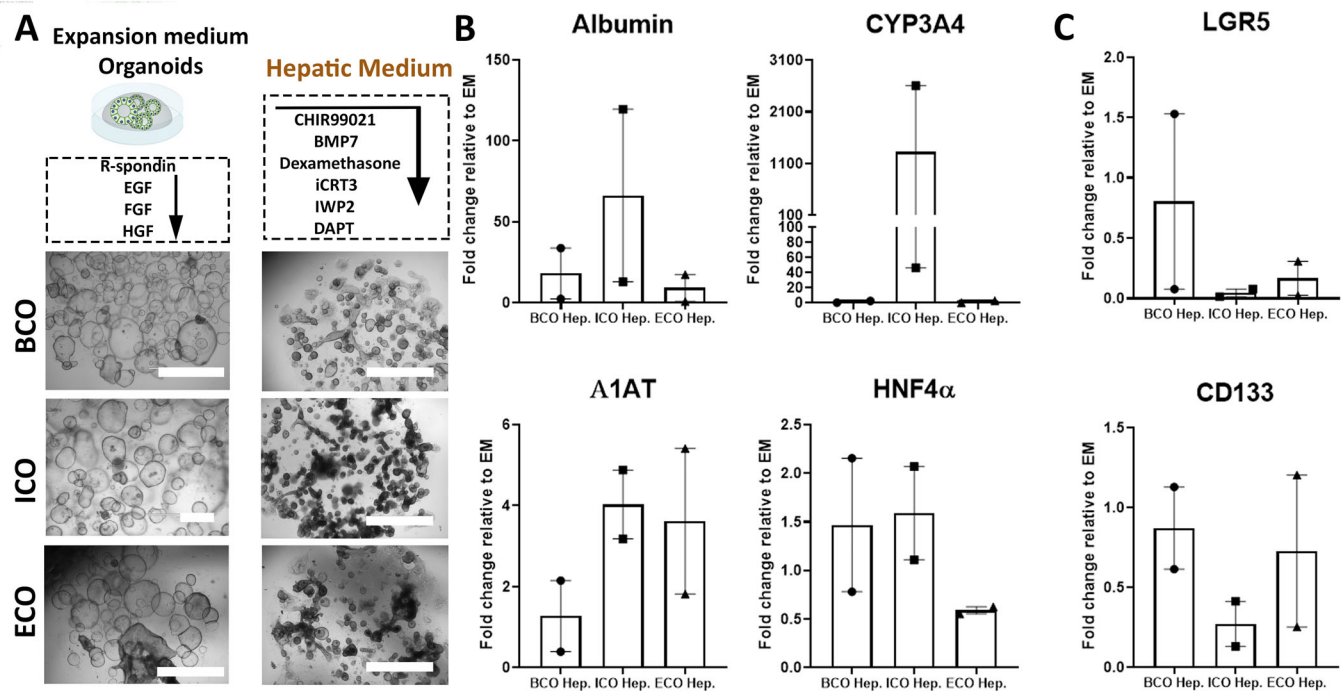 A
Expansion medium
Organoids
Hepatic Medium
R-spondin
EGF
FGF
HGF
CHIR99021
BMP7
Dexamethasone
iCRT3
IWP2
DAPT
BCO
ICO
ECO
B
Albumin
Fold change relative to EM
150
100
50
0
BCO Hep. ICO Hep. ECO Hep.
CYP3A4
Fold change relative to EM
3100
2100
1100
100
100
80
60
40
20
0
BCO Hep. ICO Hep. ECO Hep.
A1AT
Fold change relative to EM
6
4
2
0
BCO Hep. ICO Hep. ECO Hep.
HNF4α
Fold change relative to EM
2.5
2.0
1.5
1.0
0.5
0.0
BCO Hep. ICO Hep. ECO Hep.
C
LGR5
Fold change relative to EM
2.0
1.5
1.0
0.5
0.0
BCO Hep. ICO Hep. ECO Hep.
CD133
Fold change relative to EM
1.5
1.0
0.5
0.0
BCO Hep. ICO Hep. ECO Hep.